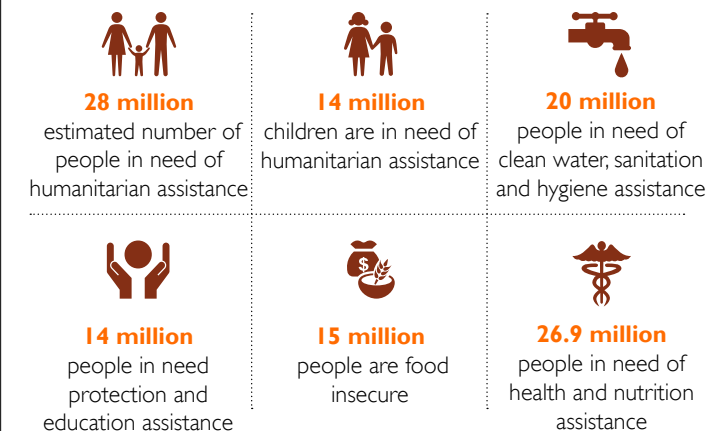 28 million
estimated number of
people in need of
humanitarian assistance
14 million
children are in need of
humanitarian assistance
20 million
people in need of
clean water, sanitation
and hygiene assistance
14 million
people in need
protection and
education assistance
$
15 million
people are food
insecure
26.9 million
people in need of
health and nutrition
assistance